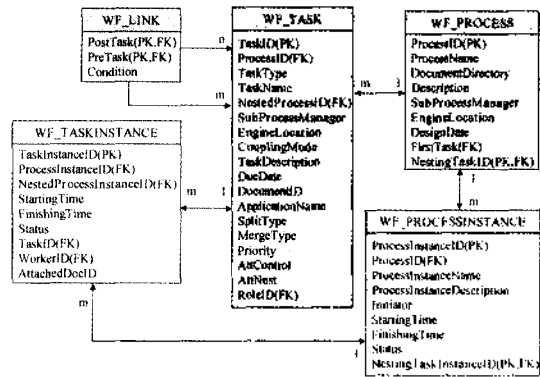 WF_LINK
PostTask(PK,FK)
PreTask(PK,FK)
Condition
n
m
WF_TASK
TaskID(PK)
ProcessID(FK)
TaskType
TaskName
NestedProcessID(FK)
SubProcessManager
EngineLocation
CouplingMode
TaskDescription
DueDate
DocumentID
ApplicationName
SplitType
MergeType
Priority
AttControl
AttNest
RoleID(FK)
m
1
WF_PROCESS
ProcessID(PK)
ProcessName
DocumentDirectory
Description
SubProcessManager
EngineLocation
DesignDate
FirstTask(FK)
NestingTaskID(PK,FK)
1
m
WF_TASKINSTANCE
TaskInstanceID(PK)
ProcessInstanceID(FK)
NestedProcessInstanceID(FK)
StartingTime
FinishingTime
Status
TaskID(FK)
WorkerID(FK)
AttachedDocID
m
1
m
1
WF_PROCESSINSTANCE
ProcessInstanceID(PK)
ProcessID(FK)
ProcessInstanceName
ProcessInstanceDescription
Initiator
StartingTime
FinishingTime
Status
NestingTaskInstanceID(PK,FK)